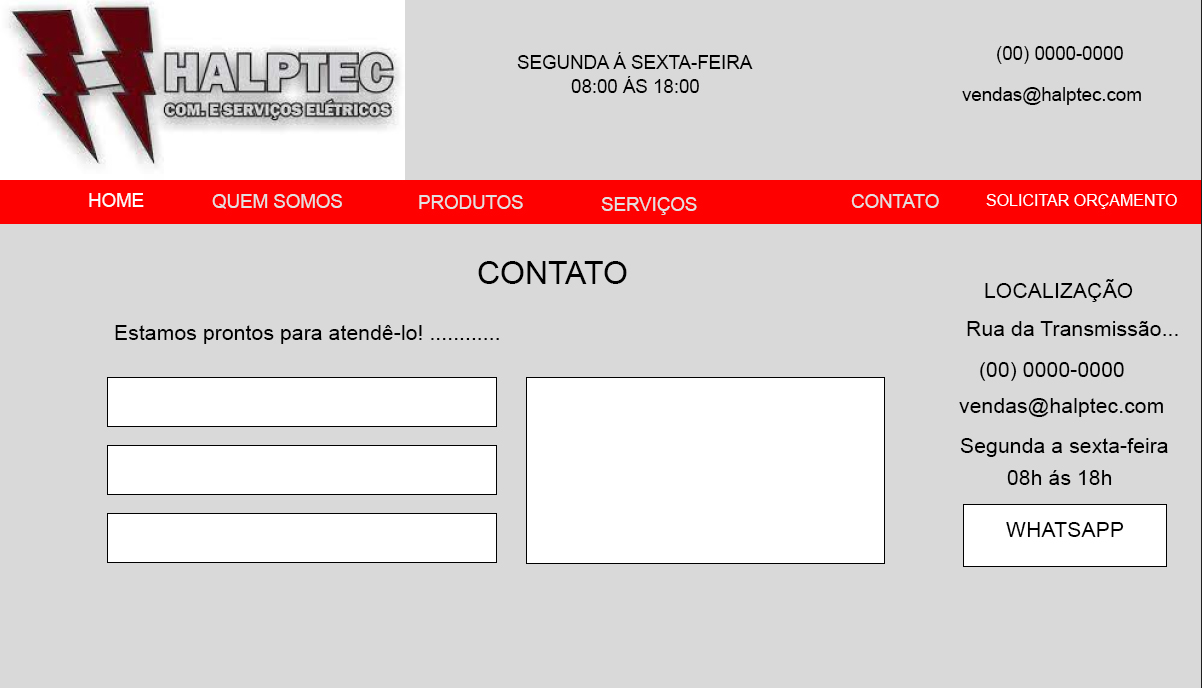 HALPTEC
COM. E SERVIÇOS ELÉTRICOS
SEGUNDA Á SEXTA-FEIRA
08:00 ÁS 18:00
(00) 0000-0000
vendas@halptec.com
HOME
QUEM SOMOS
PRODUTOS
SERVIÇOS
CONTATO
SOLICITAR ORÇAMENTO
CONTATO
Estamos prontos para atendê-lo! ............
LOCALIZAÇÃO
Rua da Transmissão...
(00) 0000-0000
vendas@halptec.com
Segunda a sexta-feira
08h ás 18h
WHATSAPP